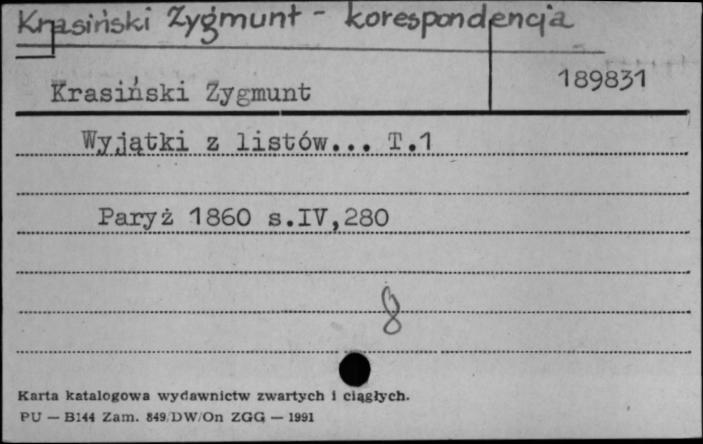 Krasiński Zygmunt - korespondencja
Krasiński Zygmunt
189831
Wyjątki z listów... T.1
Paryż 1860 s.IV,280
8
Karta katalogowa wydawnictw zwartych i ciągłych.
PU — B144 Zam. 849/DW/On ZGG — 1991